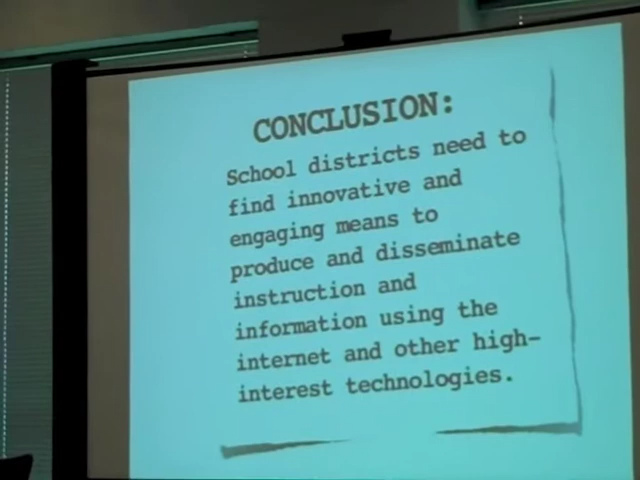 CONCLUSION:
School districts need to
find innovative and
engaging means to
produce and disseminate
instruction and
information using the
internet and other high-
interest technologies.